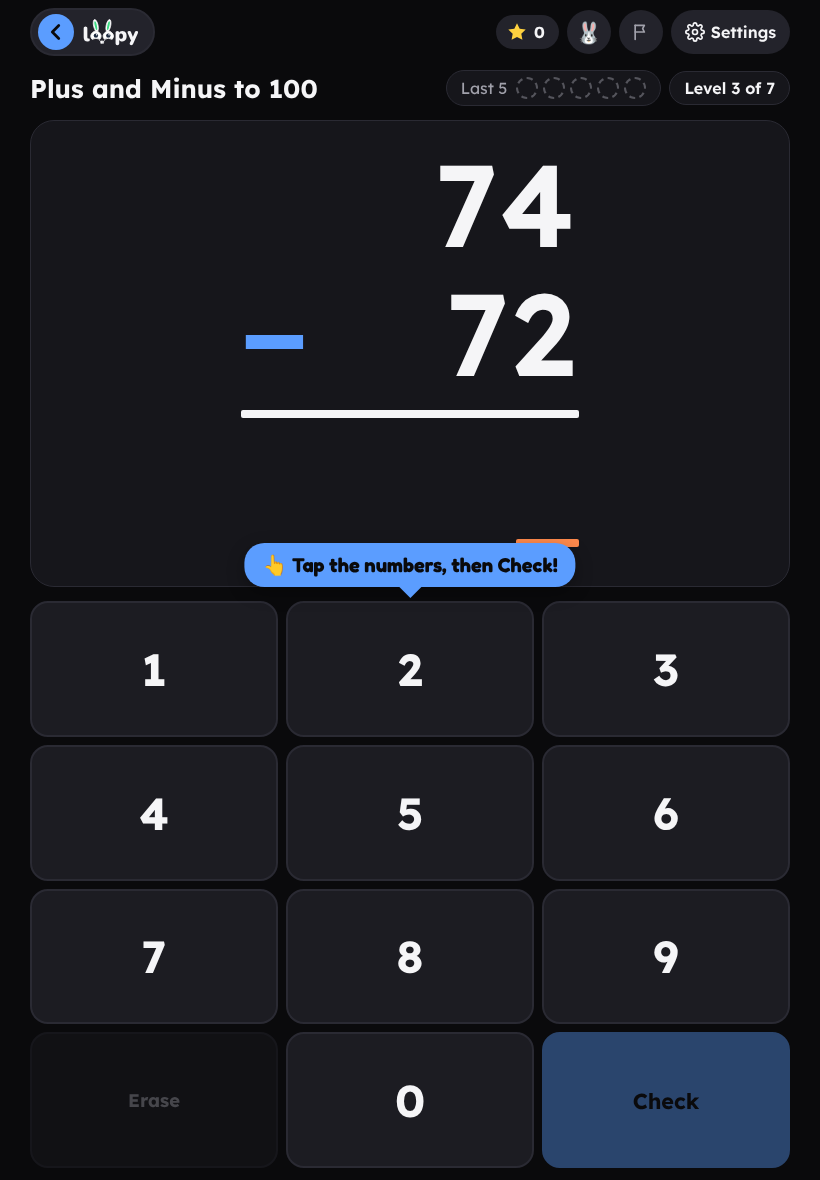 loopy
⭐ 0
Settings
Plus and Minus to 100
Last 5
Level 3 of 7
74
− 72
👆 Tap the numbers, then Check!
1 2 3
4 5 6
7 8 9
Erase 0 Check